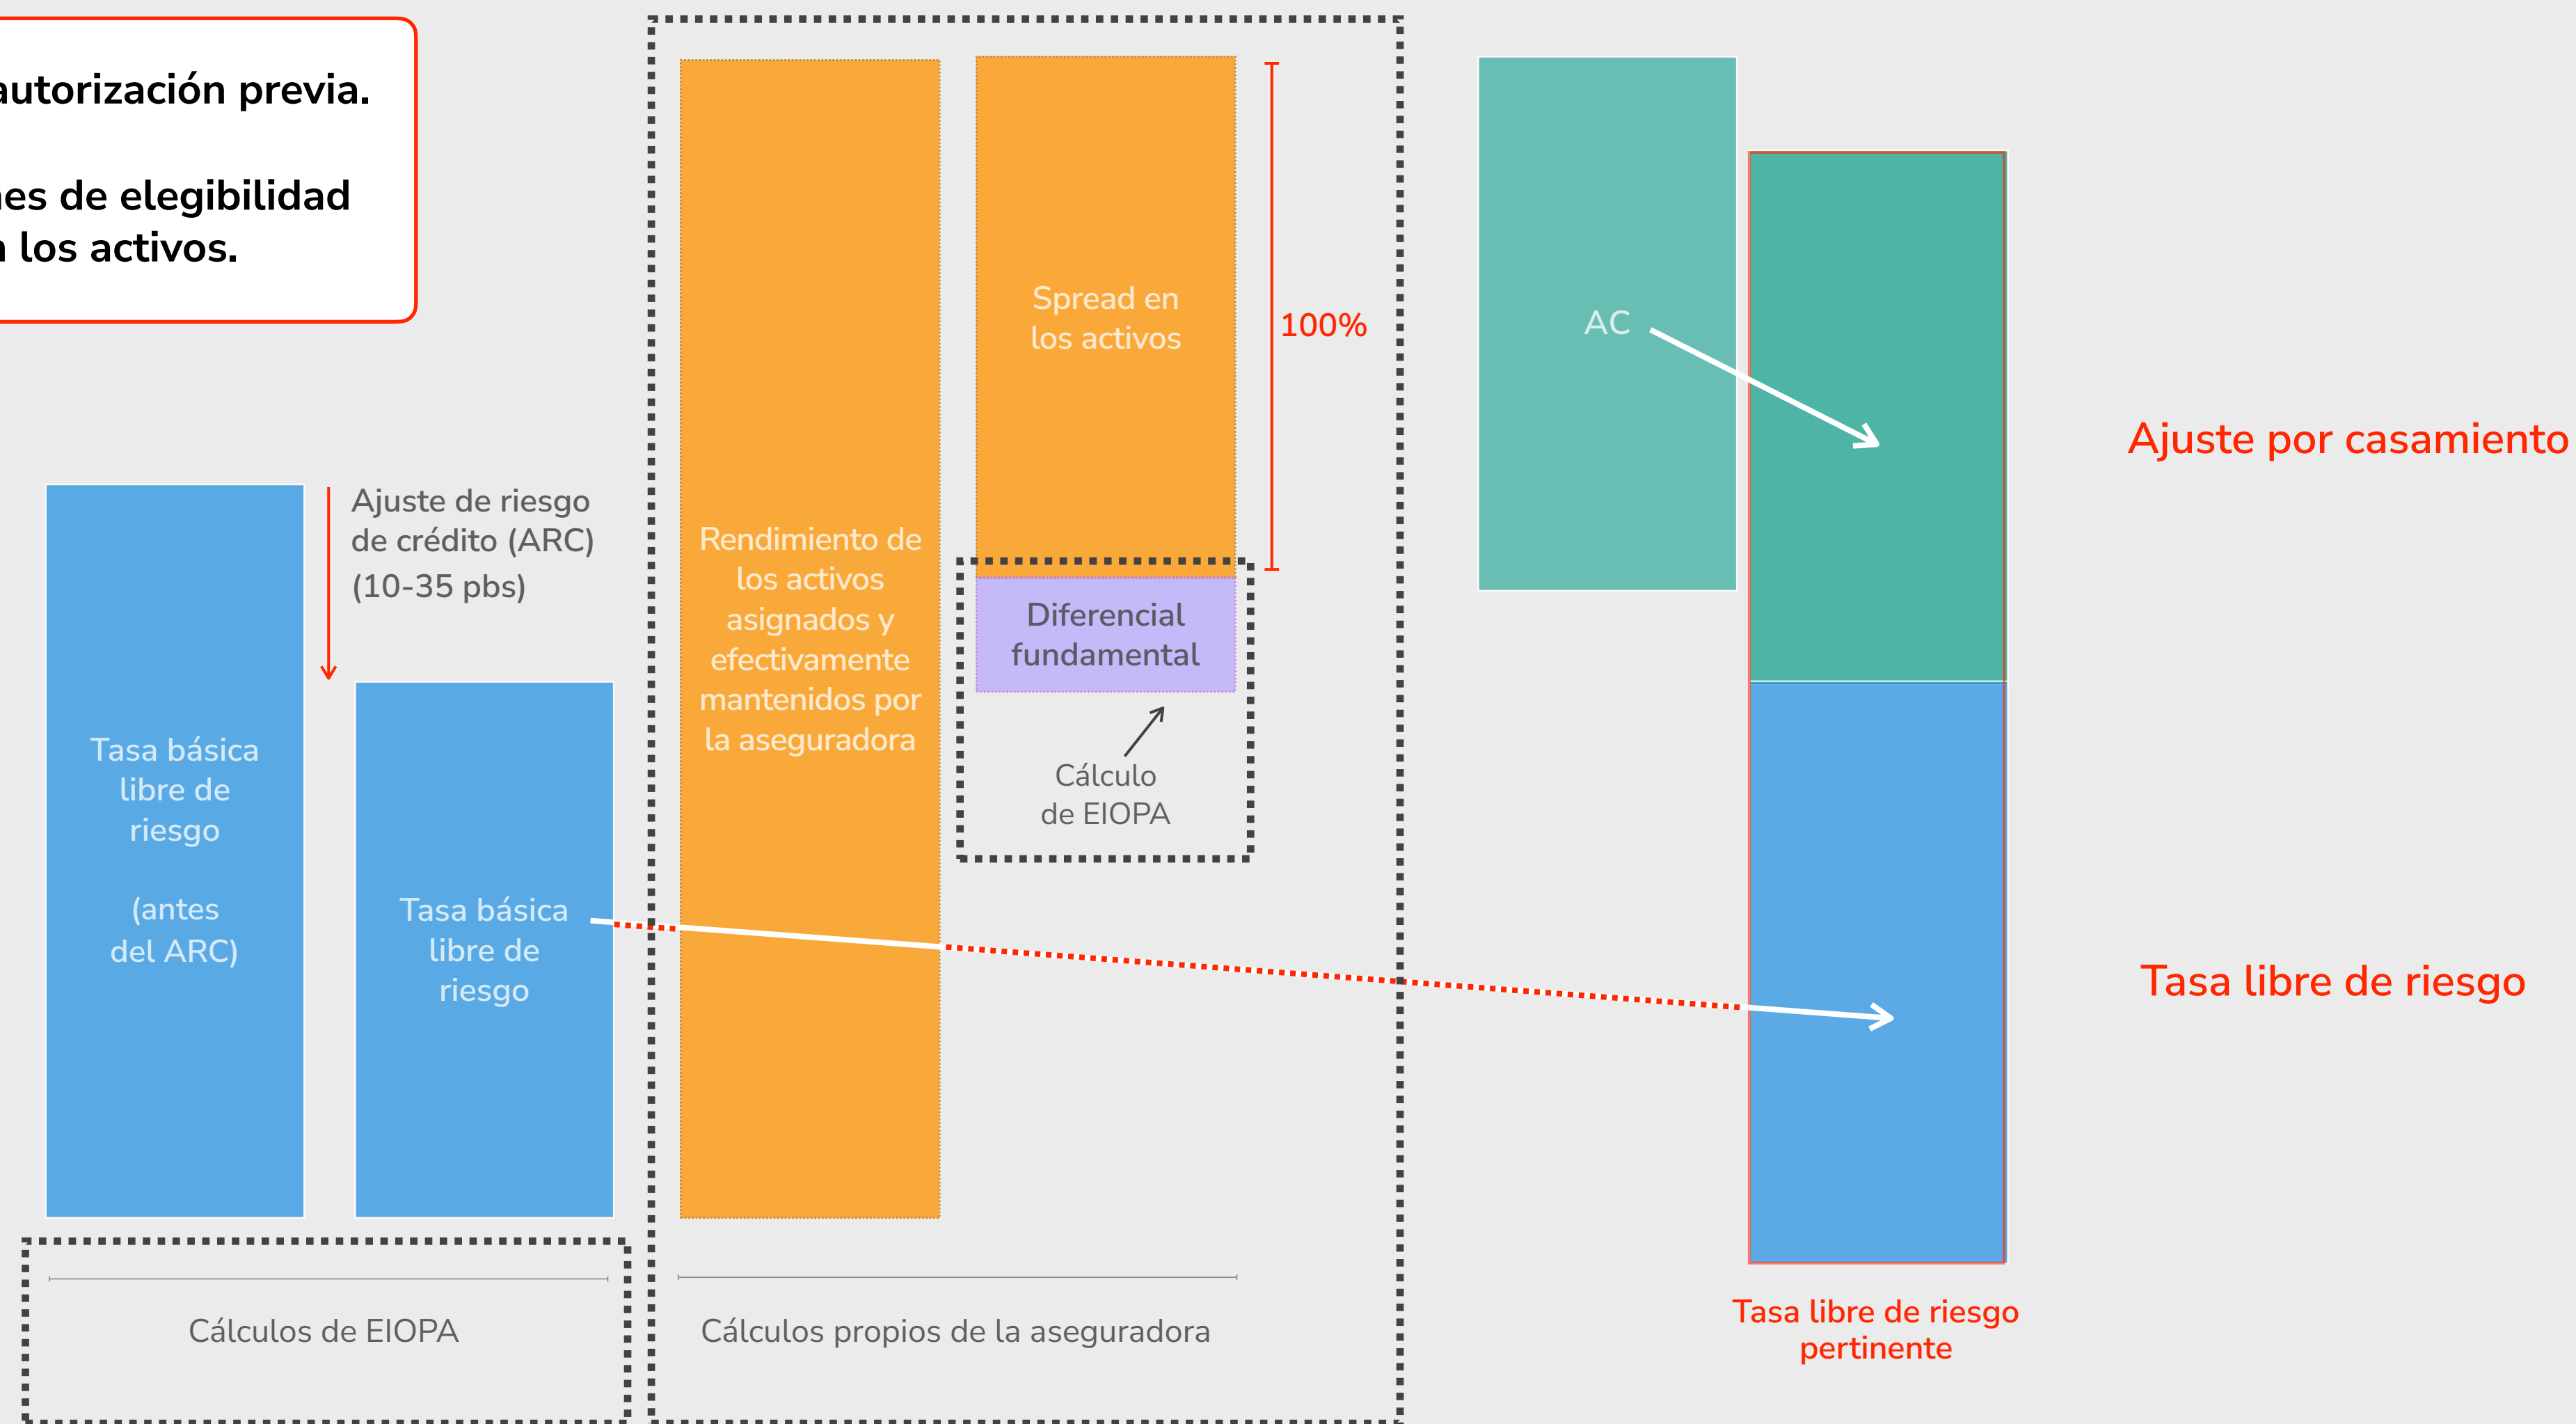 autorización previa.
nes de elegibilidad
n los activos.
Ajuste de riesgo
de crédito (ARC)
(10-35 pbs)
Tasa básica
libre de
riesgo
(antes
del ARC)
Tasa básica
libre de
riesgo
Cálculos de EIOPA
Rendimiento de
los activos
asignados y
efectivamente
mantenidos por
la aseguradora
Spread en
los activos
100%
Diferencial
fundamental
Cálculo
de EIOPA
Cálculos propios de la aseguradora
AC
Ajuste por casamiento
Tasa libre de riesgo
Tasa libre de riesgo
pertinente